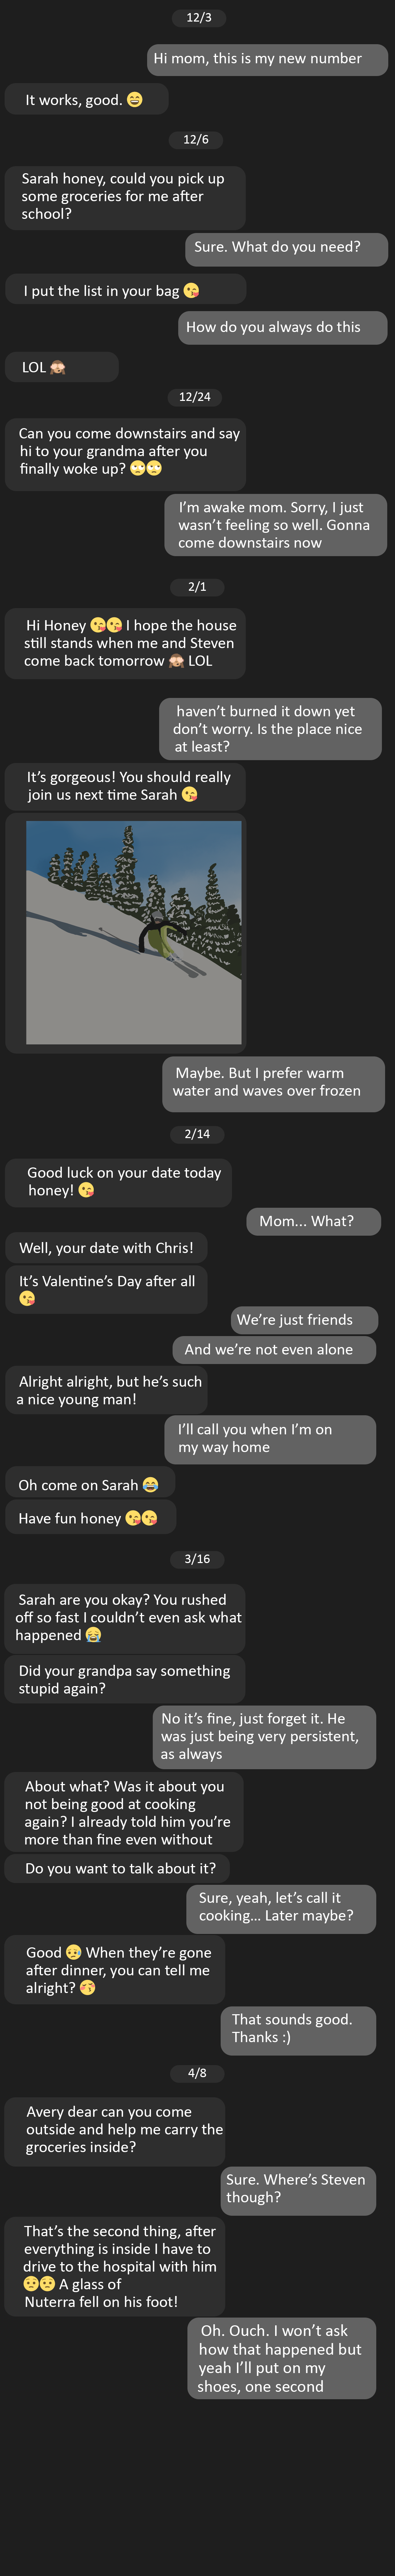 12/3
Hi mom, this is my new number
It works, good. 😄
12/6
Sarah honey, could you pick up
some groceries for me after
school?
Sure. What do you need?
I put the list in your bag 😘
How do you always do this
LOL 🙈
12/24
Can you come downstairs and say
hi to your grandma after you
finally woke up? 🙄🙄
I’m awake mom. Sorry, I just
wasn’t feeling so well. Gonna
come downstairs now
2/1
Hi Honey 😘😘 I hope the house
still stands when me and Steven
come back tomorrow 🙈 LOL
haven’t burned it down yet
don’t worry. Is the place nice
at least?
It’s gorgeous! You should really
join us next time Sarah 😘
Maybe. But I prefer warm
water and waves over frozen
2/14
Good luck on your date today
honey! 😘
Mom... What?
Well, your date with Chris!
It’s Valentine’s Day after all
😘
We’re just friends
And we’re not even alone
Alright alright, but he’s such
a nice young man!
I’ll call you when I’m on
my way home
Oh come on Sarah 😂
Have fun honey 😘😘
3/16
Sarah are you okay? You rushed
off so fast I couldn’t even ask what
happened 😂
Did your grandpa say something
stupid again?
No it’s fine, just forget it. He
was just being very persistent,
as always
About what? Was it about you
not being good at cooking
again? I already told him you’re
more than fine even without
Do you want to talk about it?
Sure, yeah, let’s call it
cooking... Later maybe?
Good 😥 When they’re gone
after dinner, you can tell me
alright? 😚
That sounds good.
Thanks :)
4/8
Avery dear can you come
outside and help me carry the
groceries inside?
Sure. Where’s Steven
though?
That’s the second thing, after
everything is inside I have to
drive to the hospital with him
😟😟 A glass of
Nuterra fell on his foot!
Oh. Ouch. I won’t ask
how that happened but
yeah I’ll put on my
shoes, one second